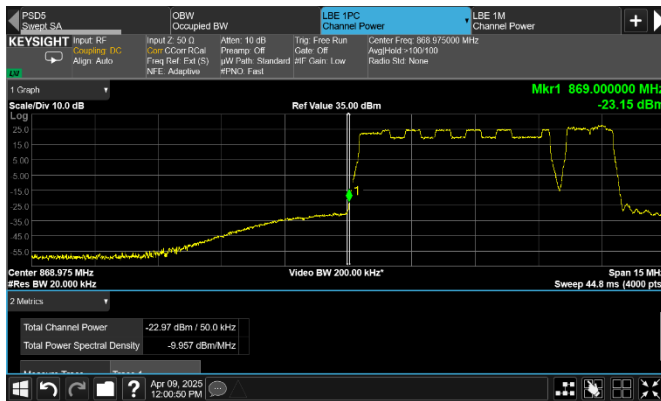 PSD5
Swept SA
OBW
Occupied BW
LBE 1PC
Channel Power
LBE 1M
Channel Power
KEYSIGHT
Input: RF
Coupling: DC
Align: Auto
Input Z: 50 Ω
Corr CCorr RCal
Freq Ref: Ext (S)
NFE: Adaptive
Atten: 10 dB
Preamp: Off
µW Path: Standard
#PNO: Fast
Trig: Free Run
Gate: Off
#IF Gain: Low
Center Freq: 868.975000 MHz
Avg|Hold:>100/100
Radio Std: None
1 Graph
Mkr1 869.000000 MHz
Scale/Div 10.0 dB
Ref Value 35.00 dBm
-23.15 dBm
Log
25.0
15.0
5.00
-5.00
-15.0
-25.0
-35.0
-45.0
-55.0
1
Center 868.975 MHz
Video BW 200.00 kHz*
Span 15 MHz
#Res BW 20.000 kHz
Sweep 44.8 ms (4000 pts
2 Metrics
Total Channel Power
-22.97 dBm / 50.0 kHz
Total Power Spectral Density
-9.957 dBm/MHz
?
Apr 09, 2025
12:00:50 PM